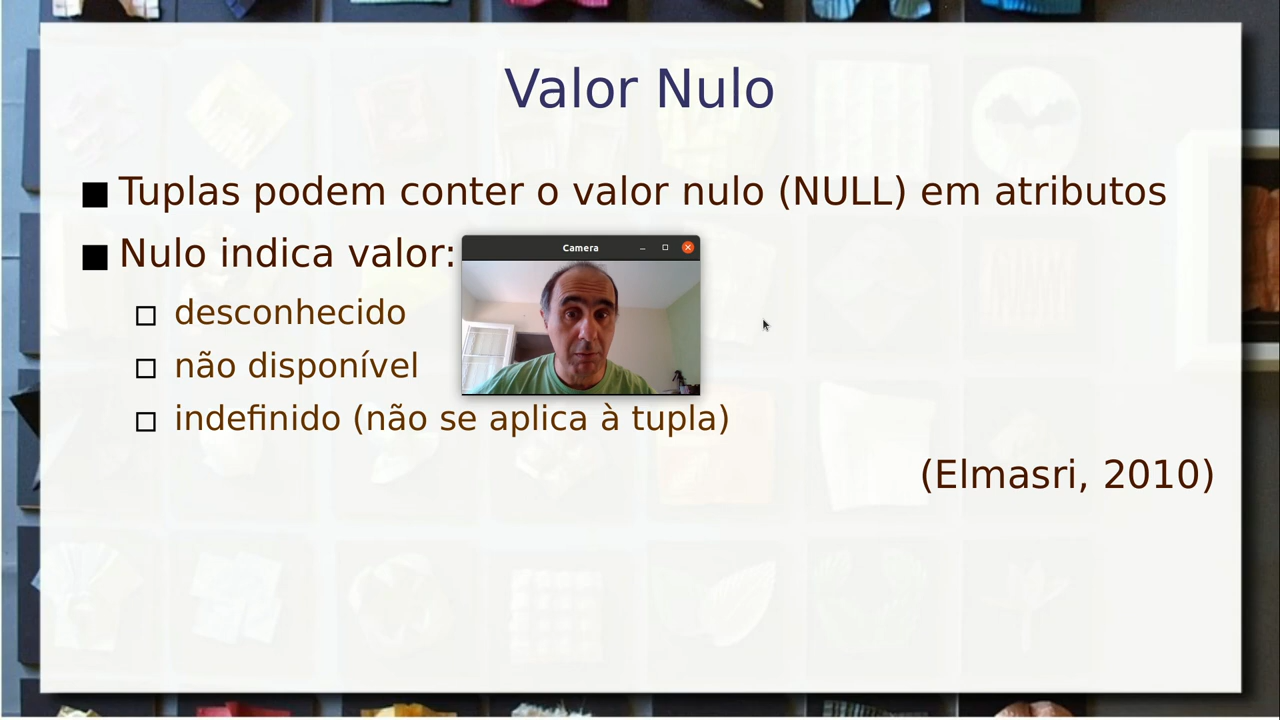 Valor Nulo
Tuplas podem conter o valor nulo (NULL) em atributos
Nulo indica valor:
Camera
desconhecido
não disponível
indefinido (não se aplica à tupla)
(Elmasri, 2010)